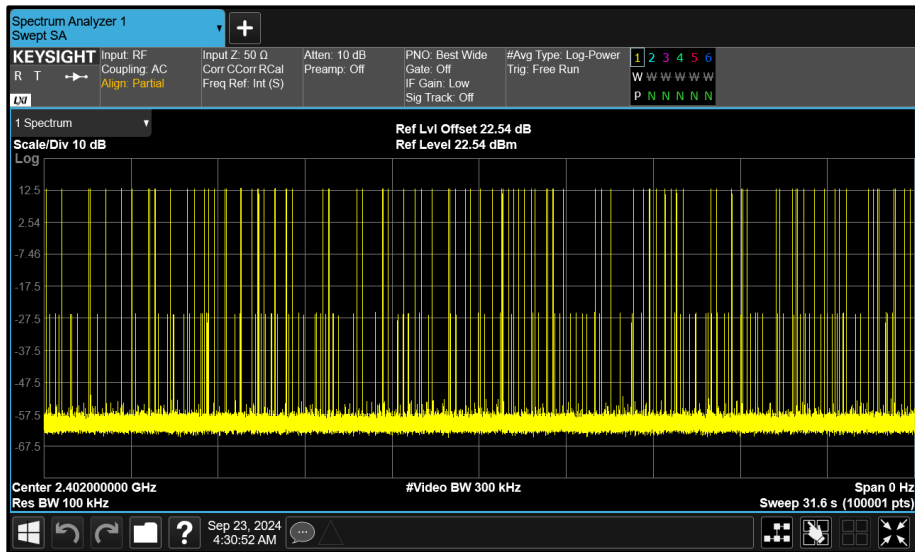 Spectrum Analyzer 1
Swept SA
+
KEYSIGHT
R T
LXI
Input: RF
Coupling: AC
Align: Partial
Input Z: 50 Ω
Corr CCorr RCal
Freq Ref: Int (S)
Atten: 10 dB
Preamp: Off
PNO: Best Wide
Gate: Off
IF Gain: Low
Sig Track: Off
#Avg Type: Log-Power
Trig: Free Run
1 2 3 4 5 6
W W W W W W
P N N N N N
1 Spectrum
Scale/Div 10 dB
Ref Lvl Offset 22.54 dB
Ref Level 22.54 dBm
Log
12.5
2.54
-7.46
-17.5
-27.5
-37.5
-47.5
-57.5
-67.5
Center 2.402000000 GHz
#Video BW 300 kHz
Span 0 Hz
Res BW 100 kHz
Sweep 31.6 s (100001 pts)
?
Sep 23, 2024
4:30:52 AM